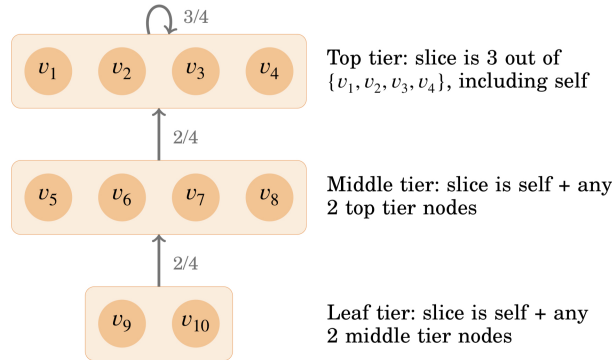 3/4
v₁ v₂ v₃ v₄
Top tier: slice is 3 out of
{v₁, v₂, v₃, v₄}, including self
2/4
v₅ v₆ v₇ v₈
Middle tier: slice is self + any
2 top tier nodes
2/4
v₉ v₁₀
Leaf tier: slice is self + any
2 middle tier nodes